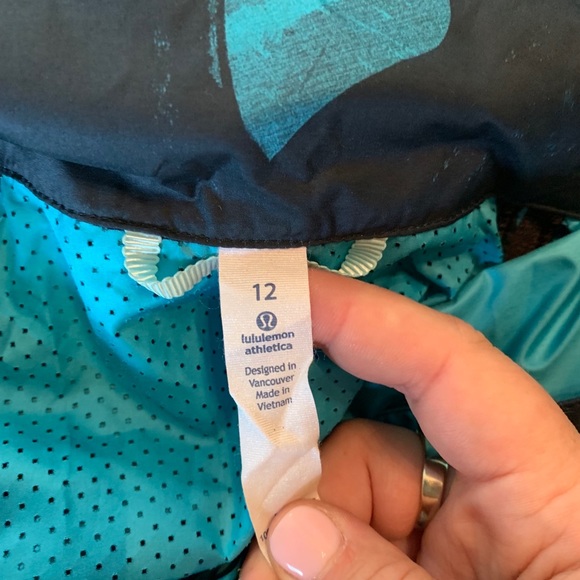 12
lululemon
athletica
Designed in
Vancouver
Made in
Vietnam